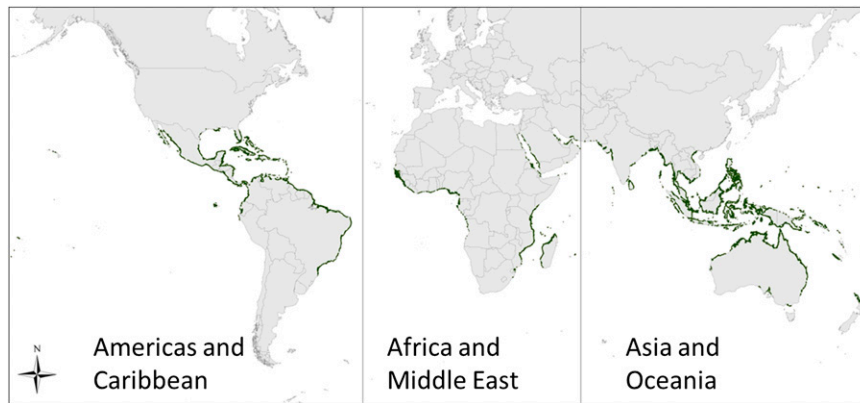 N
Americas and
Caribbean
Africa and
Middle East
Asia and
Oceania